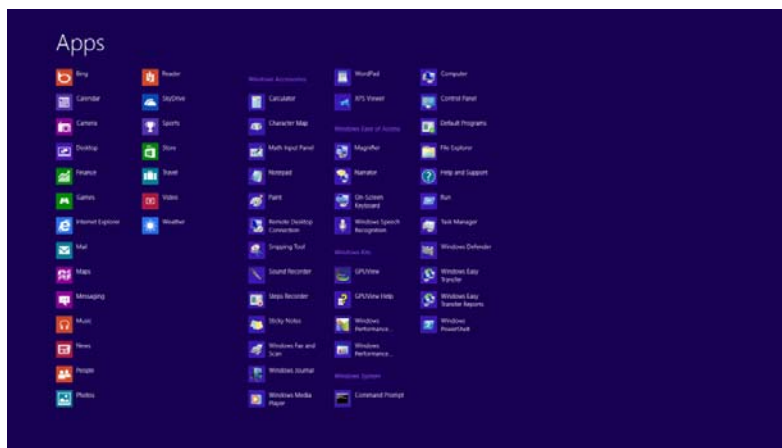 Apps
Bing
Calendar
Camera
Desktop
Finance
Games
Internet Explorer
Mail
Maps
Messaging
Music
News
People
Photos
Reader
SkyDrive
Sports
Store
Travel
Video
Weather
Windows Accessories
Calculator
Character Map
Math Input Panel
Notepad
Paint
Remote Desktop
Connection
Snipping Tool
Sound Recorder
Steps Recorder
Sticky Notes
Windows Fax and
Scan
Windows Journal
Windows Media
Player
WordPad
XPS Viewer
Windows Ease of Access
Magnifier
Narrator
On-Screen
Keyboard
Windows Speech
Recognition
Windows Kits
GPUView
GPUView Help
Windows
Performance...
Windows
Performance...
Windows System
Command Prompt
Computer
Control Panel
Default Programs
File Explorer
Help and Support
Run
Task Manager
Windows Defender
Windows Easy
Transfer
Windows Easy
Transfer Reports
Windows
PowerShell